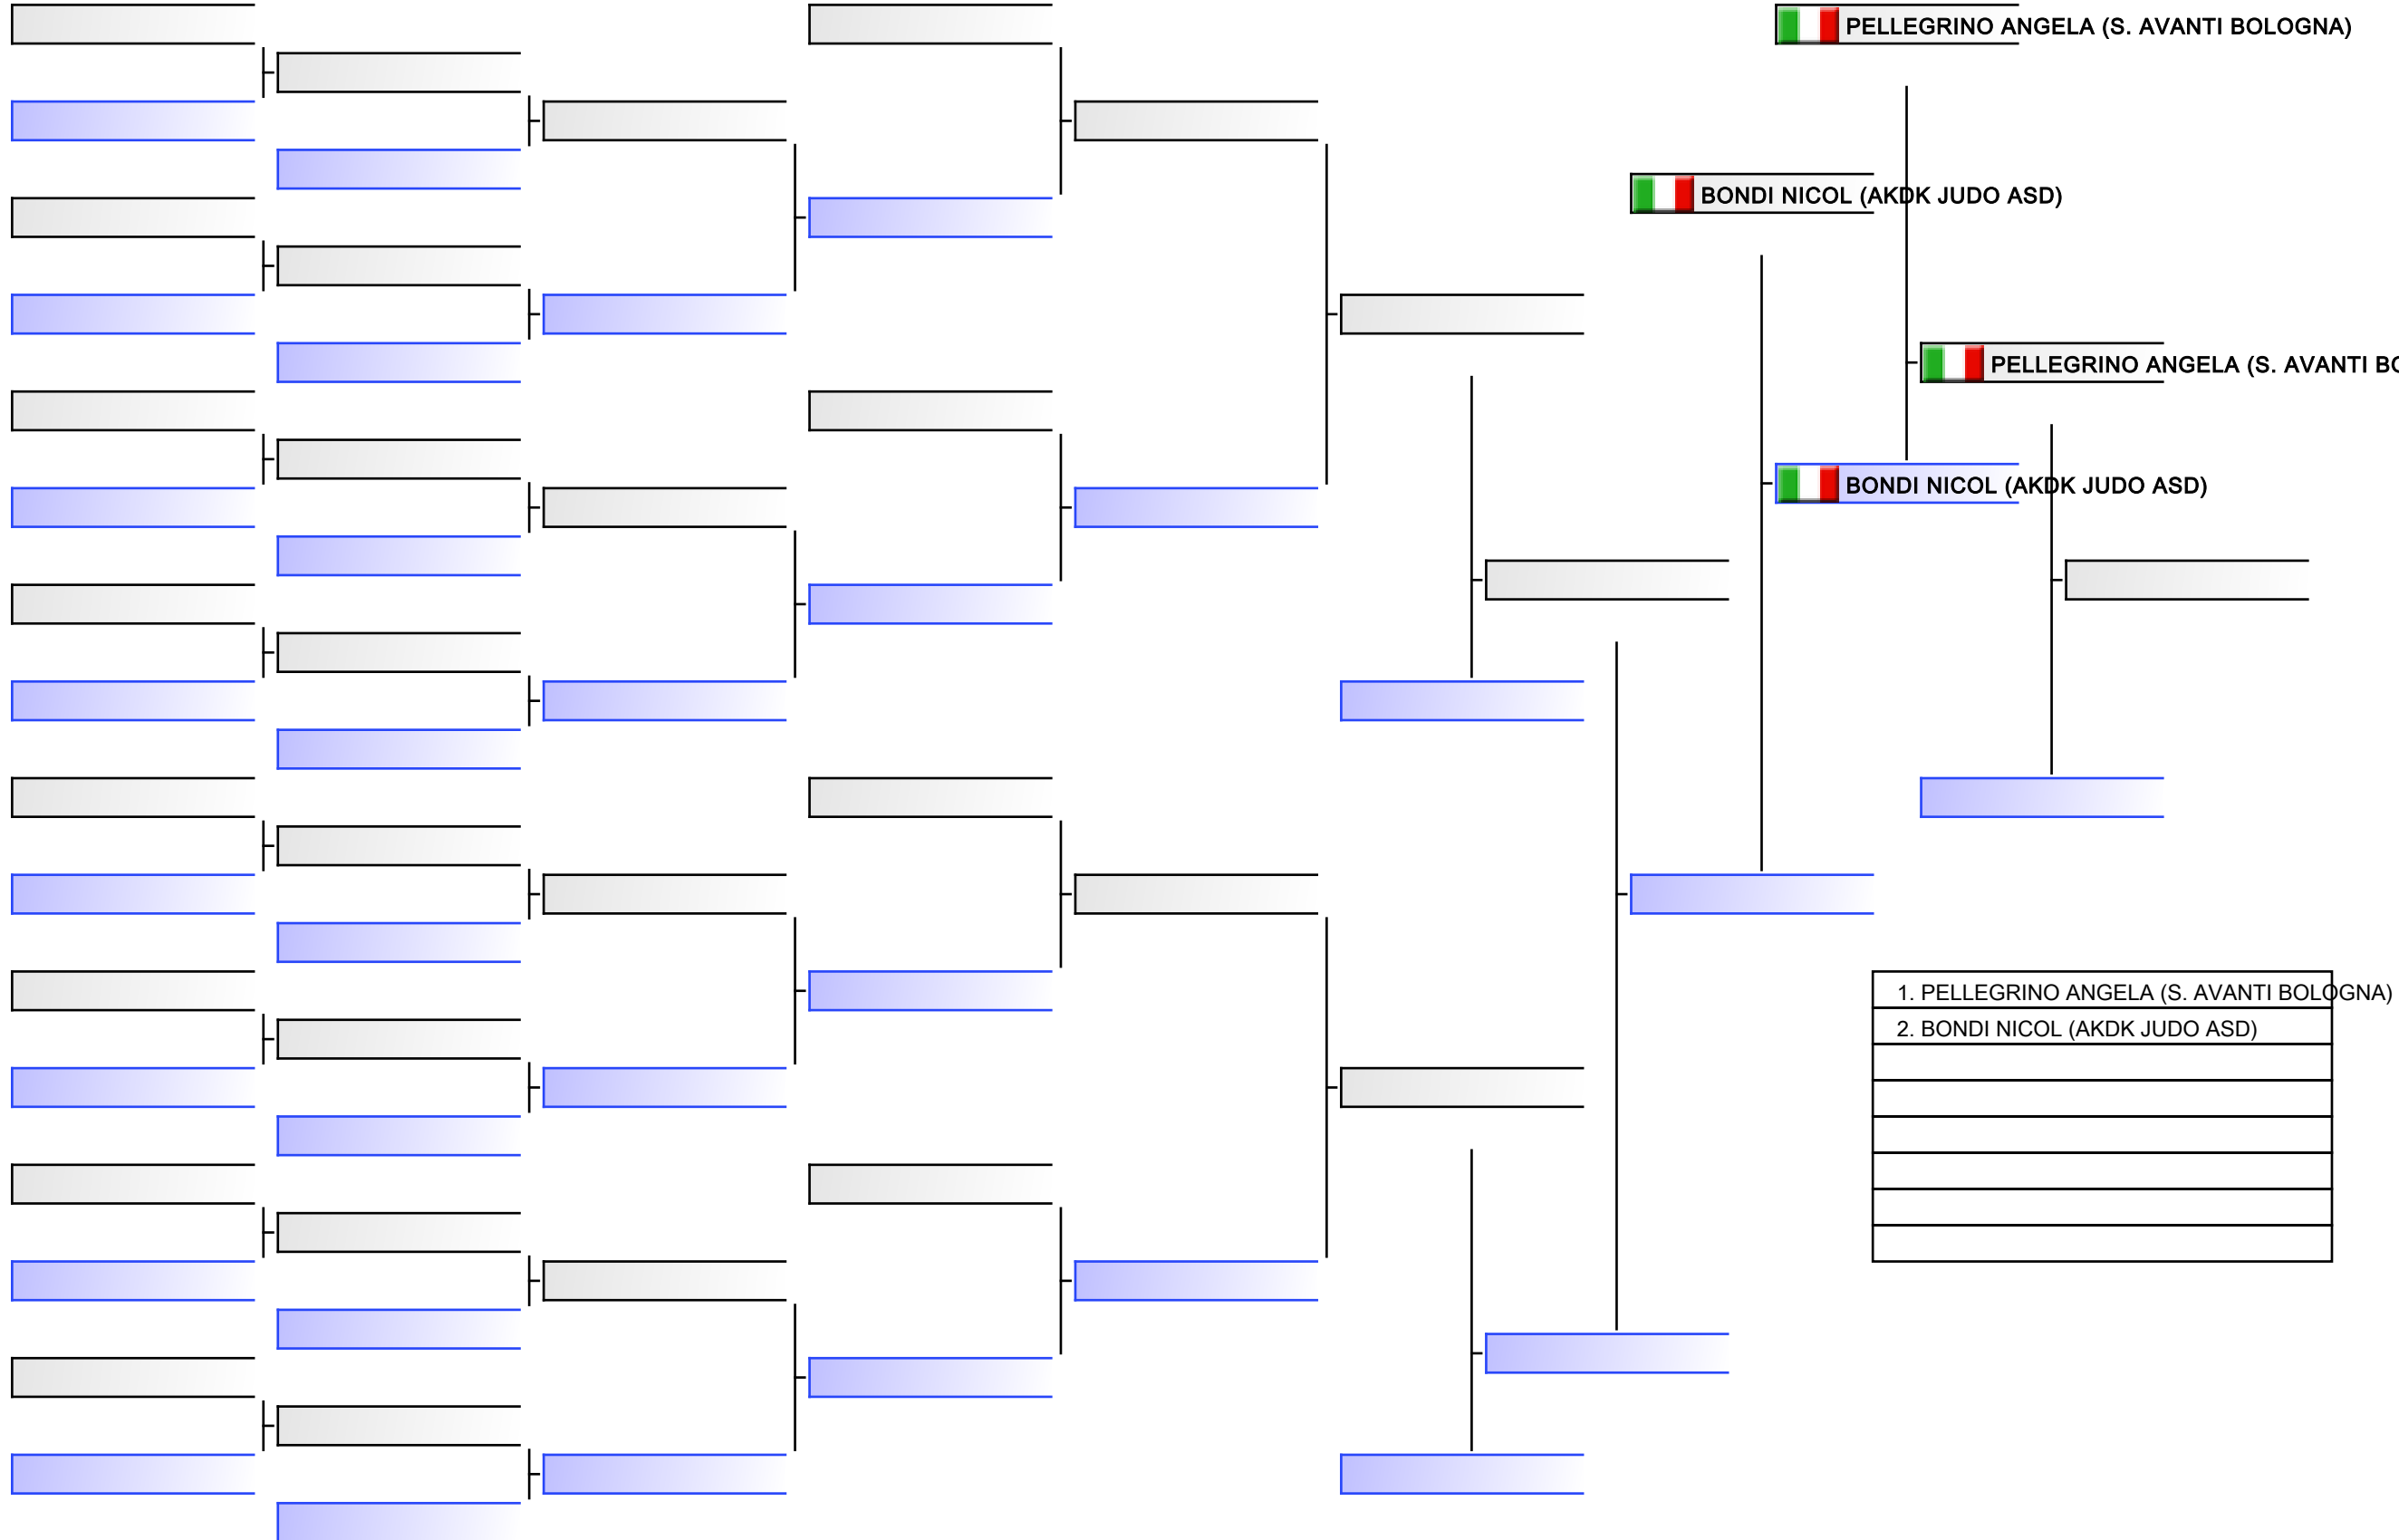 PELLEGRINO ANGELA (S. AVANTI BOLOGNA)
BONDI NICOL (AKDK JUDO ASD)
PELLEGRINO ANGELA (S. AVANTI
BONDI NICOL (AKDK JUDO ASD)
1. PELLEGRINO ANGELA (S. AVANTI BOLOGNA)
2. BONDI NICOL (AKDK JUDO ASD)